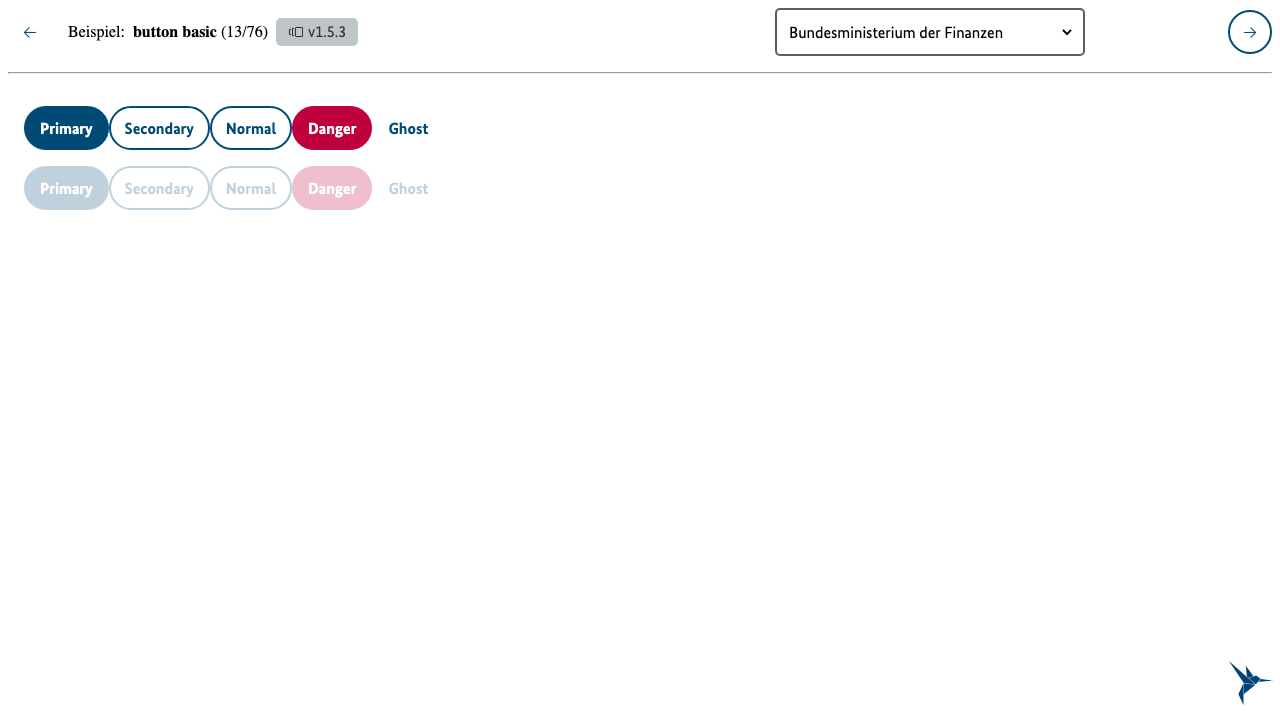 Beispiel: button basic (13/76) v1.5.3 Bundesministerium der Finanzen
Primary Secondary Normal Danger Ghost
Primary Secondary Normal Danger Ghost